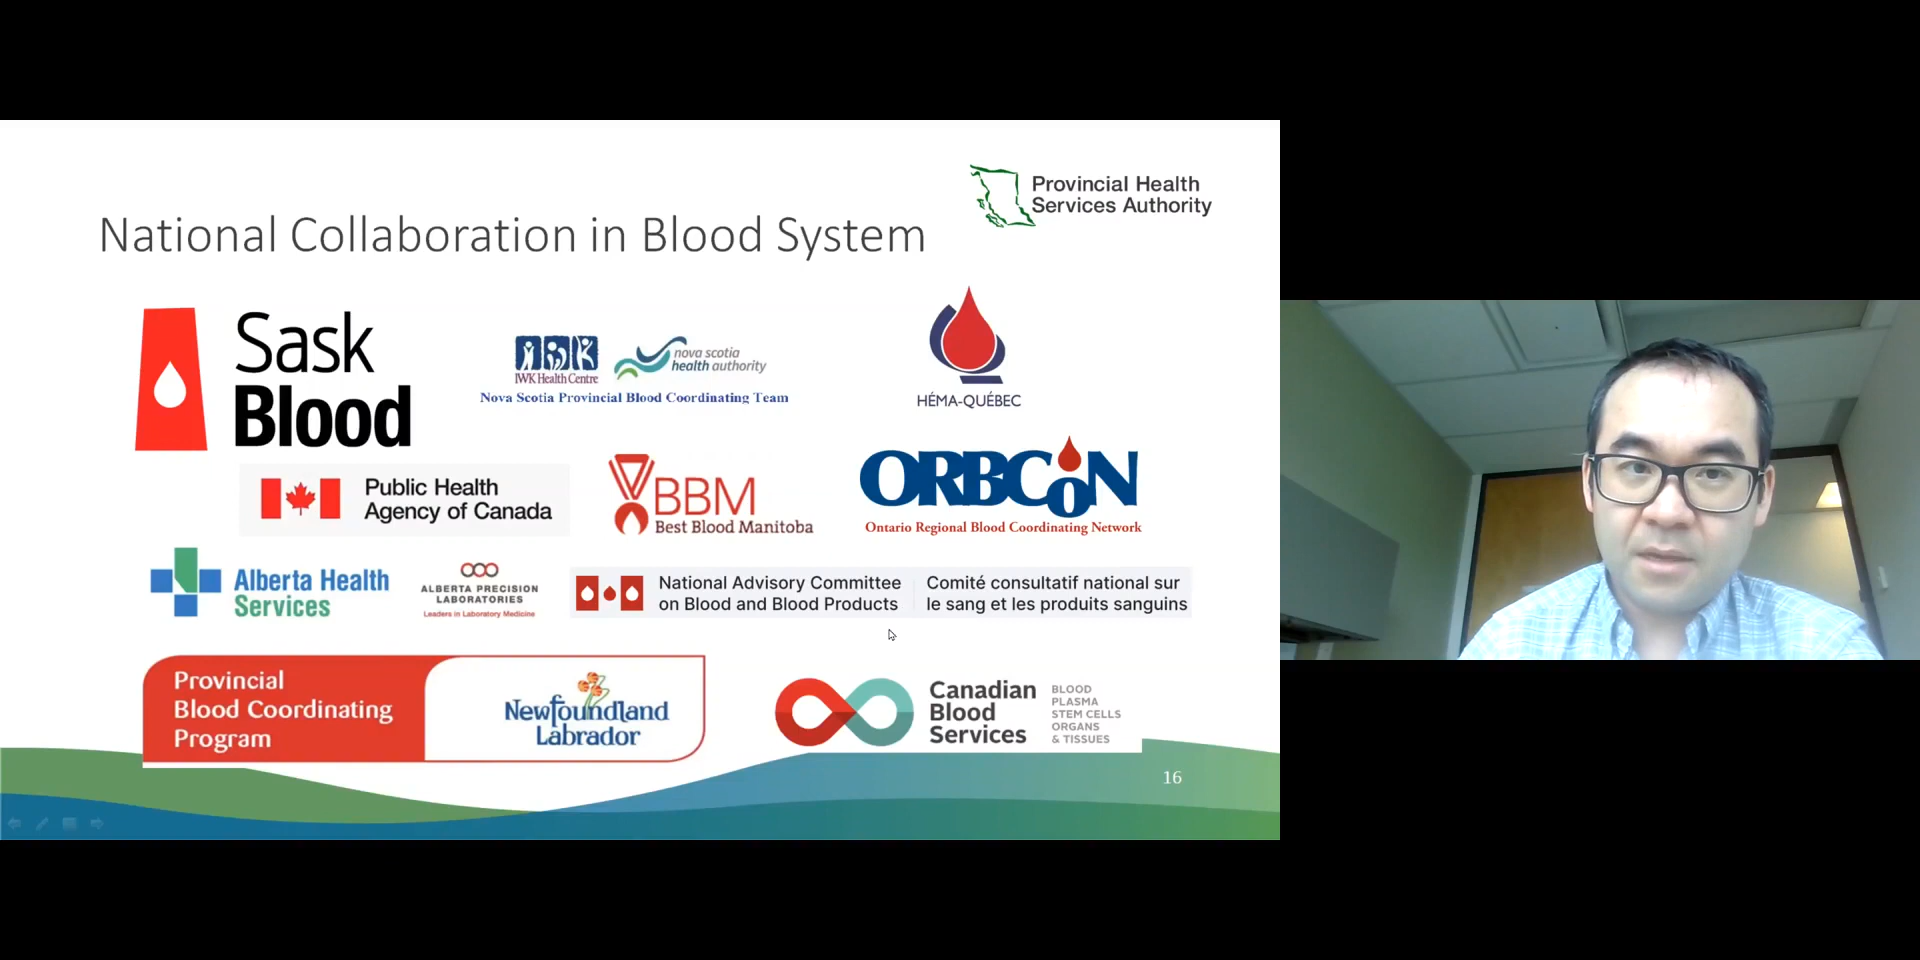 Provincial Health
Services Authority
National Collaboration in Blood System
Sask
Blood
IWK Health Centre
nova scotia
health authority
Nova Scotia Provincial Blood Coordinating Team
HÉMA-QUÉBEC
Public Health
Agency of Canada
BBM
Best Blood Manitoba
ORBCoN
Ontario Regional Blood Coordinating Network
Alberta Health
Services
ALBERTA PRECISION
LABORATORIES
Leaders in Laboratory Medicine
National Advisory Committee
on Blood and Blood Products
Comité consultatif national sur
le sang et les produits sanguins
Provincial
Blood Coordinating
Program
Newfoundland
Labrador
Canadian
Blood
Services
BLOOD
PLASMA
STEM CELLS
ORGANS
& TISSUES
16